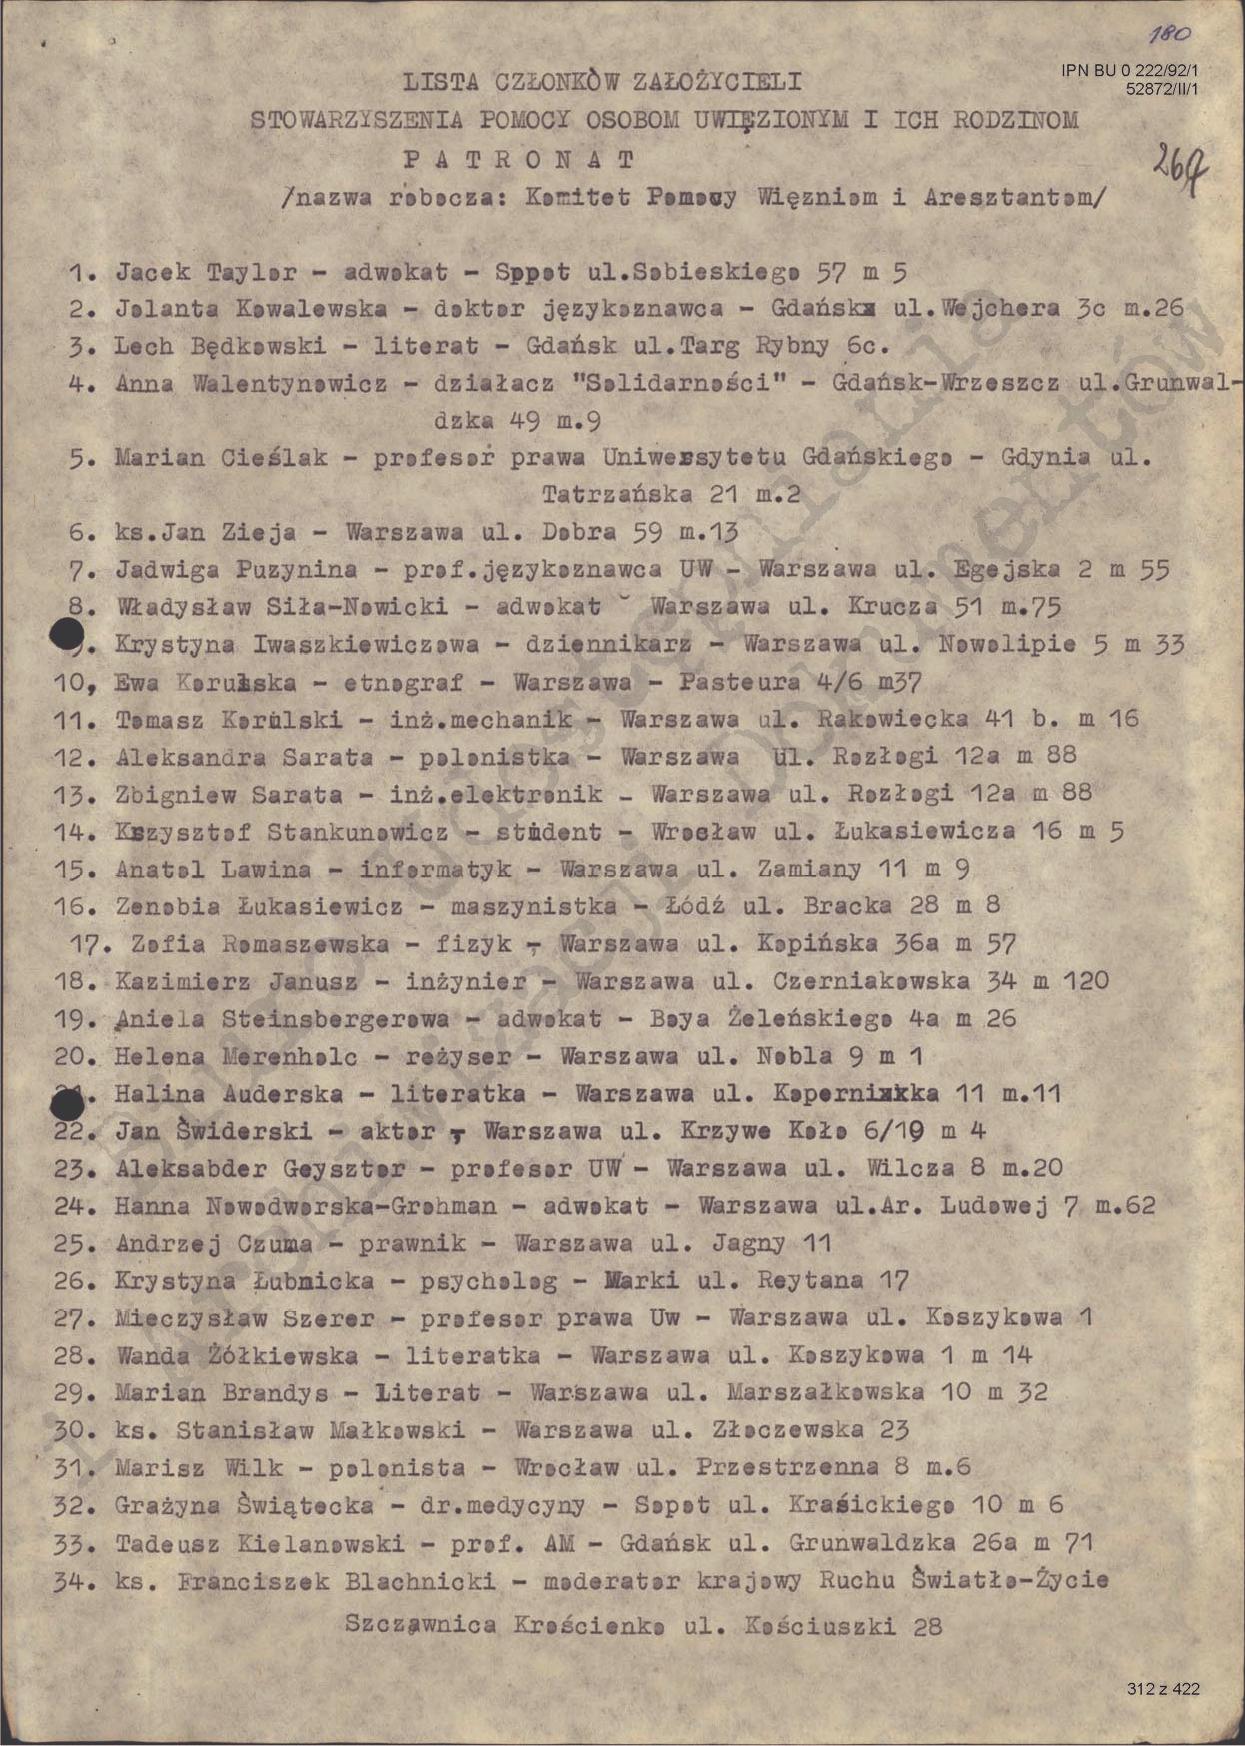 180
IPN BU 0 222/92/1
52872/II/1
LISTA CZŁONKÒW ZAŁOŻYCIELI
STOWARZYSZENIA POMOCY OSOBOM UWIĘZIONYM I ICH RODZINOM
P A T R O N A T
/nazwa robocza: Komitet Pomocy Więzniom i Aresztantom/
1. Jacek Taylor - adwokat - Sopot ul.Sobieskiego 57 m 5
2. Jolanta Kowalewska - doktor językoznawca - Gdańsk ul.Wejchera 3c m.26
3. Lech Będkowski - literat - Gdańsk ul.Targ Rybny 6c.
4. Anna Walentynowicz - działacz "Solidarności" - Gdańsk-Wrzeszcz ul.Grunwal-
dzka 49 m.9
5. Marian Cieślak - profesor prawa Uniwersytetu Gdańskiego - Gdynia ul.
Tatrzańska 21 m.2
6. ks.Jan Zieja - Warszawa ul. Dobra 59 m.13
7. Jadwiga Puzynina - prof.językoznawca UW - Warszawa ul. Egejska 2 m 55
8. Władysław Siła-Nowicki - adwokat - Warszawa ul. Krucza 51 m.75
9. Krystyna Iwaszkiewiczowa - dziennikarz - Warszawa ul. Nowolipie 5 m 33
10, Ewa Korulska - etnograf - Warszawa - Pasteura 4/6 m37
11. Tomasz Korulski - inż.mechanik - Warszawa ul. Rakowiecka 41 b. m 16
12. Aleksandra Sarata - polonistka - Warszawa Ul. Rozłogi 12a m 88
13. Zbigniew Sarata - inż.elektronik - Warszawa ul. Rozłogi 12a m 88
14. Krzysztof Stankunowicz - student - Wrocław ul. Łukasiewicza 16 m 5
15. Anatol Lawina - informatyk - Warszawa ul. Zamiany 11 m 9
16. Zenobia Łukasiewicz - maszynistka - Łódź ul. Bracka 28 m 8
17. Zofia Romaszewska - fizyk - Warszawa ul. Kopińska 36a m 57
18. Kazimierz Janusz - inżynier - Warszawa ul. Czerniakowska 34 m 120
19. Aniela Steinsbergerowa - adwokat - Boya Żeleńskiego 4a m 26
20. Helena Merenholc - reżyser - Warszawa ul. Nobla 9 m 1
21. Halina Auderska - literatka - Warszawa ul. Kopernixkka 11 m.11
22. Jan Świderski - aktor - Warszawa ul. Krzywe Koło 6/19 m 4
23. Aleksabder Geysztor - profesor UW - Warszawa ul. Wilcza 8 m.20
24. Hanna Nowodworska-Grohman - adwokat - Warszawa ul.Ar. Ludowej 7 m.62
25. Andrzej Czuma - prawnik - Warszawa ul. Jagny 11
26. Krystyna Łubnicka - psycholog - Marki ul. Reytana 17
27. Mieczysław Szerer - profesor prawa Uw - Warszawa ul. Koszykowa 1
28. Wanda Żółkiewska - literatka - Warszawa ul. Koszykowa 1 m 14
29. Marian Brandys - Literat - Warszawa ul. Marszałkowska 10 m 32
30. ks. Stanisław Małkowski - Warszawa ul. Złoczewska 23
31. Marisz Wilk - polonista - Wrocław ul. Przestrzenna 8 m.6
32. Grażyna Świątecka - dr.medycyny - Sopot ul. Kraśickiego 10 m 6
33. Tadeusz Kielanowski - prof. AM - Gdańsk ul. Grunwaldzka 26a m 71
34. ks. Franciszek Blachnicki - moderator krajowy Ruchu Światło-Życie
Szczawnica Krościenko ul. Kościuszki 28
312 z 422